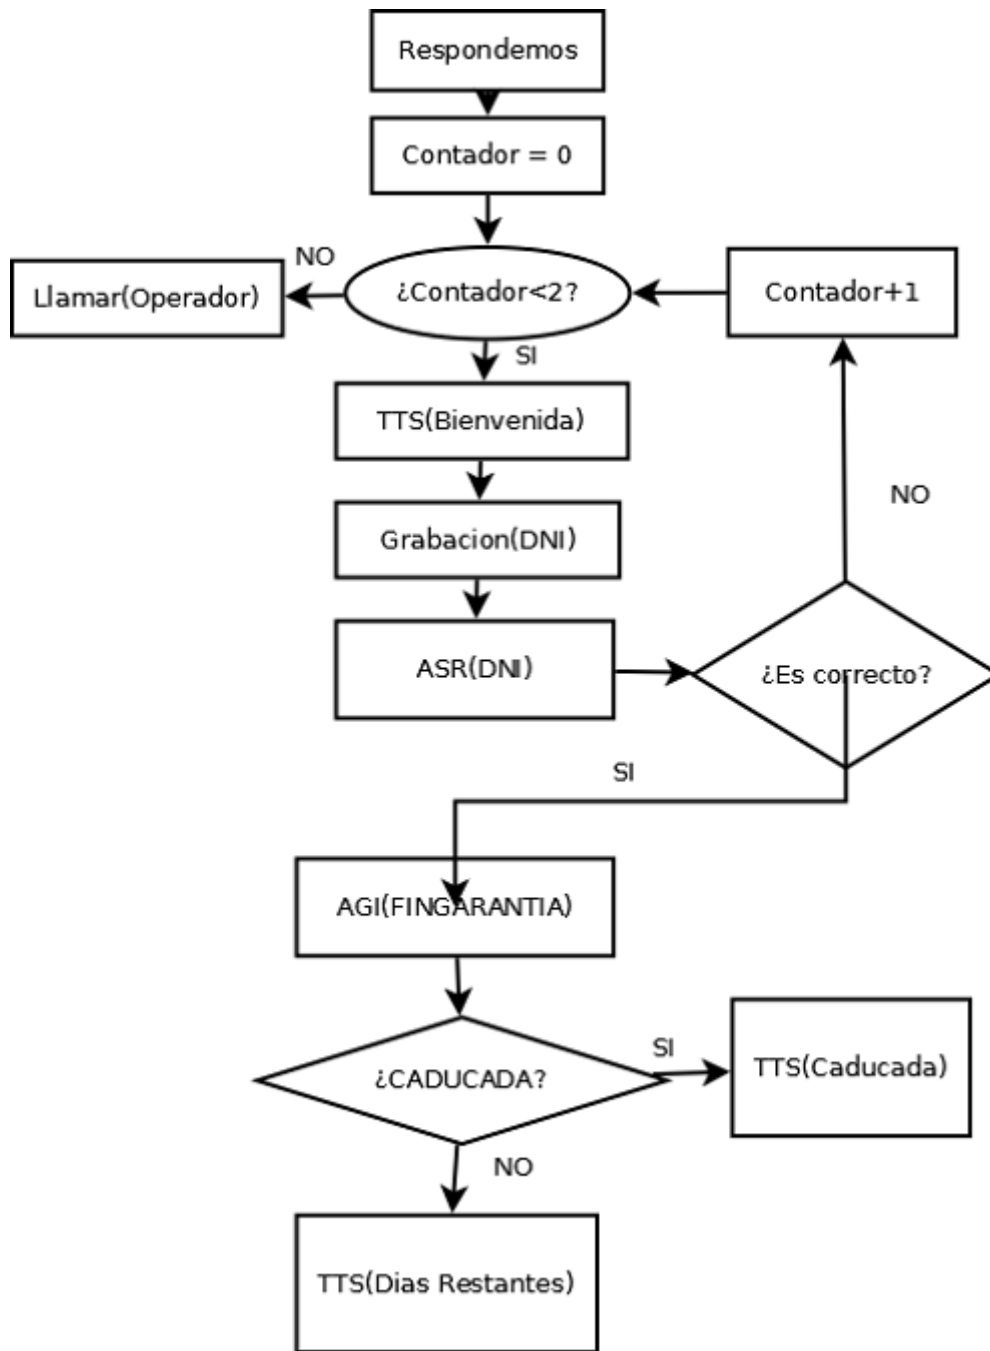 Respondemos
Contador = 0
NO
¿Contador<2?
Contador+1
Llamar(Operador)
SI
TTS(Bienvenida)
NO
Grabacion(DNI)
ASR(DNI)
¿Es correcto?
SI
AGI(FINGARANTIA)
SI
¿CADUCADA?
TTS(Caducada)
NO
TTS(Dias Restantes)